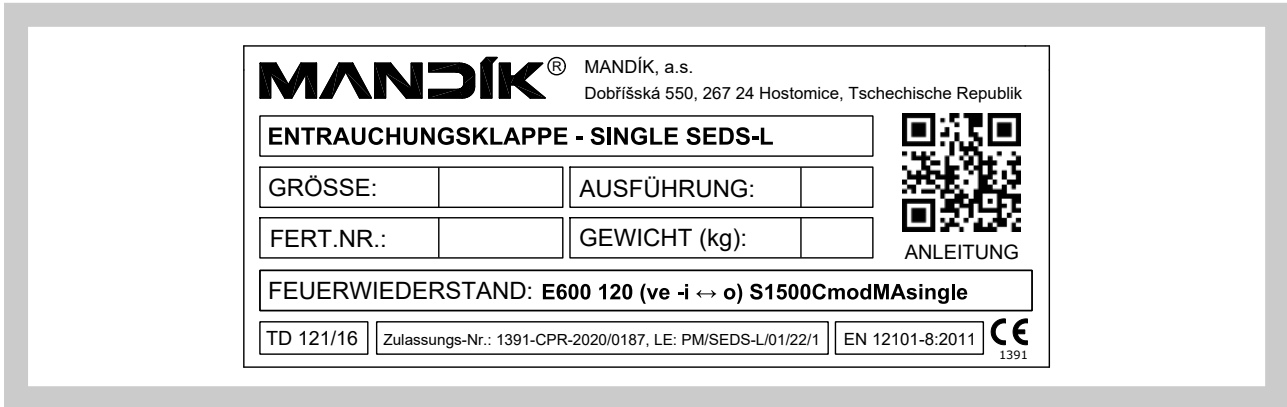 MANDÍK®
MANDÍK, a.s.
Dobříšská 550, 267 24 Hostomice, Tschechische Republik
ENTRAUCHUNGSKLAPPE - SINGLE SEDS-L
GRÖSSE:
AUSFÜHRUNG:
FERT.NR.:
GEWICHT (kg):
ANLEITUNG
FEUERWIEDERSTAND: E600 120 (ve -i ↔ o) S1500CmodMAsingle
TD 121/16
Zulassungs-Nr.: 1391-CPR-2020/0187, LE: PM/SEDS-L/01/22/1
EN 12101-8:2011
CE
1391